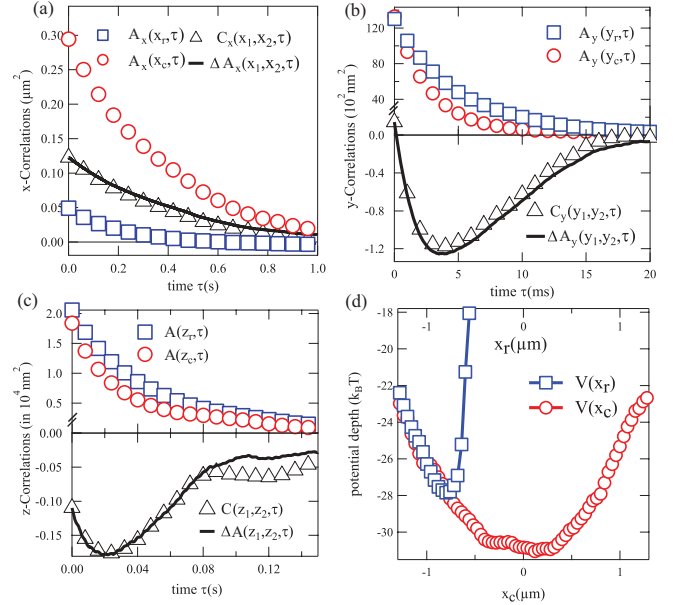 (a)
x-Correlations (μm²)
0.30
0.20
0.10
0.00
A_x(x_r,τ)
C_x(x_1,x_2,τ)
A_x(x_c,τ)
ΔA_x(x_1,x_2,τ)
0.0 0.2 0.4 0.6 0.8 1.0
time τ(s)
(b)
y-Correlations (10² nm²)
120
80
40
0.0
-0.4
-0.8
-1.2
A_y(y_r,τ)
A_y(y_c,τ)
C_y(y_1,y_2,τ)
ΔA_y(y_1,y_2,τ)
0 5 10 15 20
time τ(ms)
(c)
z-Correlations (in 10⁴ nm²)
2.0
1.5
1.0
0.5
0.00
-0.05
-0.10
-0.15
A(z_r,τ)
A(z_c,τ)
C(z_1,z_2,τ)
ΔA(z_1,z_2,τ)
0.00 0.04 0.08 0.12
time τ(s)
(d)
-1 0 1
x_r(μm)
potential depth (k_BT)
-18
-20
-22
-24
-26
-28
-30
V(x_r)
V(x_c)
-1 0 1
x_c(μm)